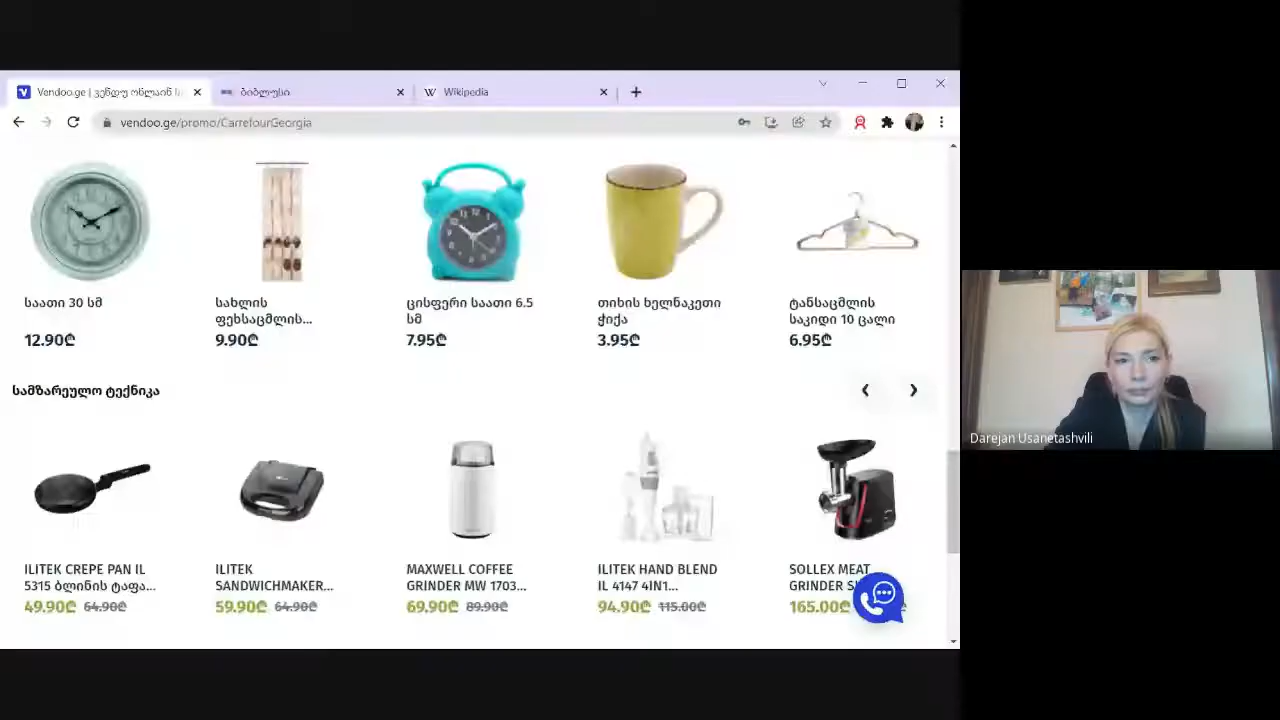 Vendoo.ge | ვენდუ ონლაინ
ბიბლუსი
Wikipedia
vendoo.ge/promo/CarrefourGeorgia
საათი 30 სმ
12.90₾
სახლის
ფეხსაცმლის...
9.90₾
ცისფერი საათი 6.5
სმ
7.95₾
თიხის ხელნაკეთი
ჭიქა
3.95₾
ტანსაცმლის
საკიდი 10 ცალი
6.95₾
სამზარეულო ტექნიკა
ILITEK CREPE PAN IL
5315 ბლინის ტაფა...
49.90₾ 64.90₾
ILITEK
SANDWICHMAKER...
59.90₾ 64.90₾
MAXWELL COFFEE
GRINDER MW 1703...
69.90₾ 89.90₾
ILITEK HAND BLEND
IL 4147 4IN1...
94.90₾ 115.00₾
SOLLEX MEAT
GRINDER
165.00₾
Darejan Usanetashvili